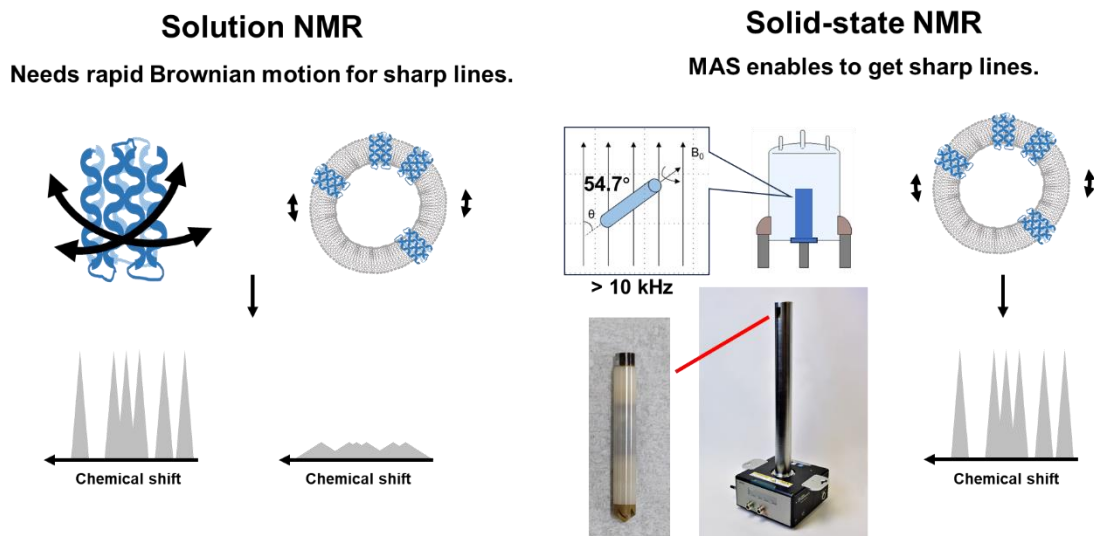 Solution NMR
Needs rapid Brownian motion for sharp lines.
Chemical shift
Chemical shift
Solid-state NMR
MAS enables to get sharp lines.
B₀
54.7°
θ
> 10 kHz
Chemical shift